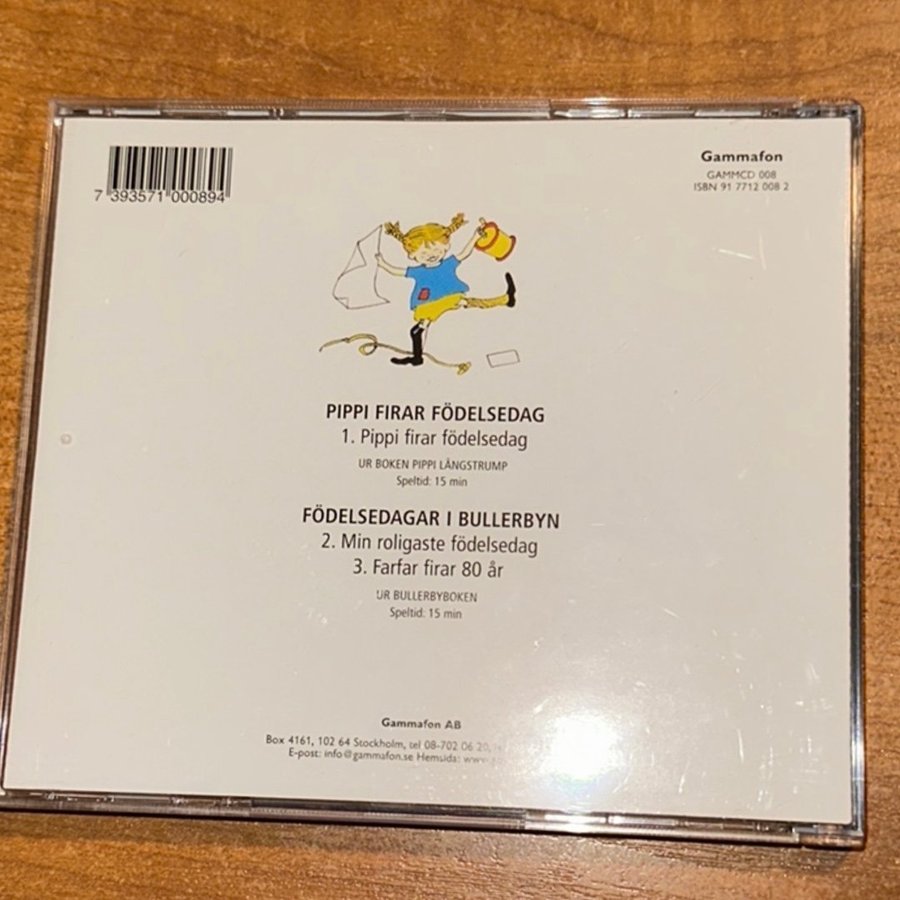 7 393571 000894
Gammafon
GAMMCD 008
ISBN 91 7712 008 2
PIPPI FIRAR FÖDELSEDAG
1. Pippi firar födelsedag
UR BOKEN PIPPI LÅNGSTRUMP
Speltid: 15 min
FÖDELSEDAGAR I BULLERBYN
2. Min roligaste födelsedag
3. Farfar firar 80 år
UR BULLERBYBOKEN
Speltid: 15 min
Gammafon AB
Box 4161, 102 64 Stockholm, tel 08-702 06 20,
E-post: info@gammafon.se Hemsida: